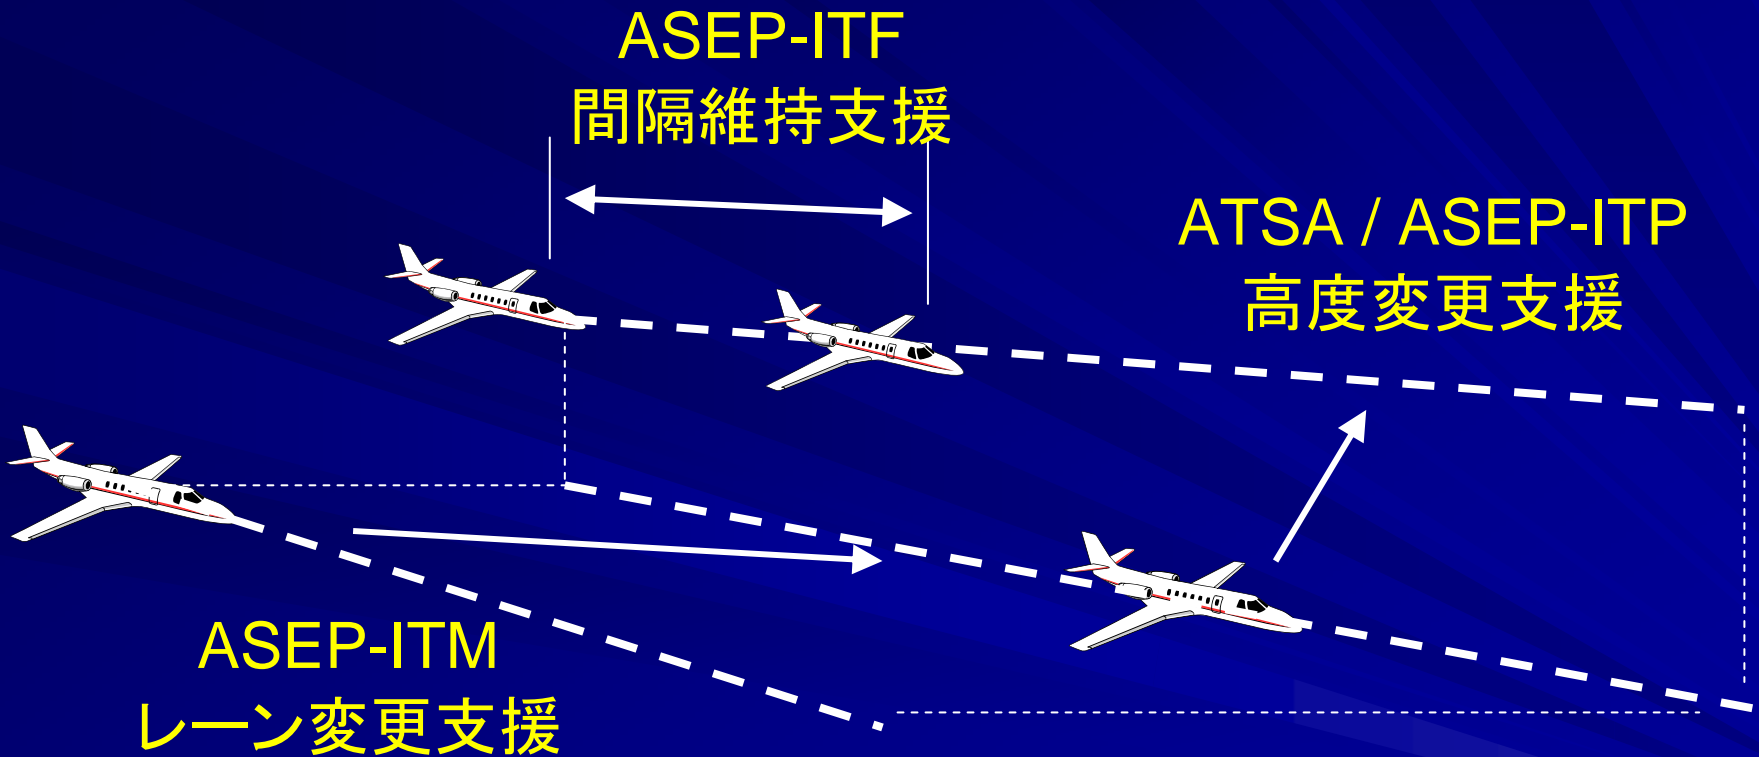 ASEP-ITF
間隔維持支援
ATSA / ASEP-ITP
高度変更支援
ASEP-ITM
レーン変更支援